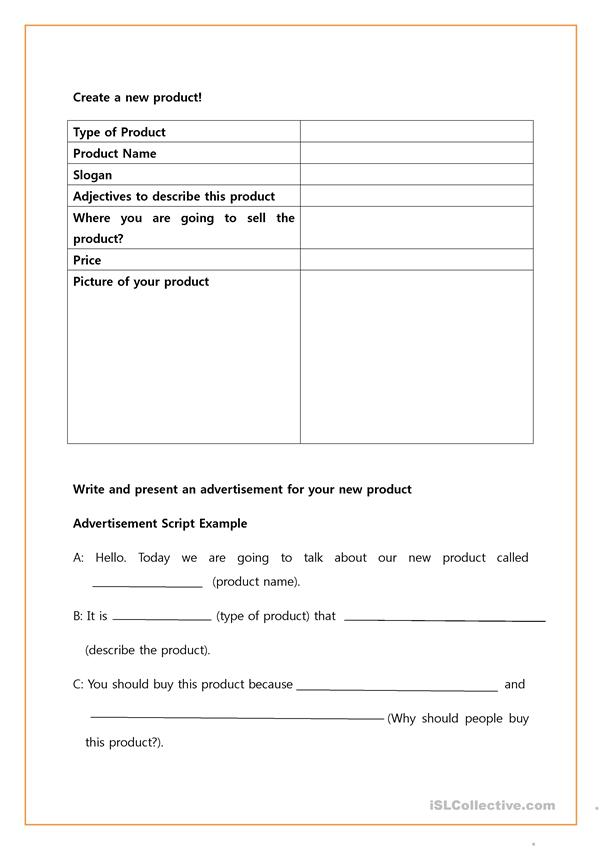 Create a new product!
Type of Product
Product Name
Slogan
Adjectives to describe this product
Where you are going to sell the
product?
Price
Picture of your product
Write and present an advertisement for your new product
Advertisement Script Example
A: Hello. Today we are going to talk about our new product called
________________ (product name).
B: It is ______________ (type of product) that ____________________________
(describe the product).
C: You should buy this product because ____________________________ and
__________________________________________ (Why should people buy
this product?).
iSLCollective.com